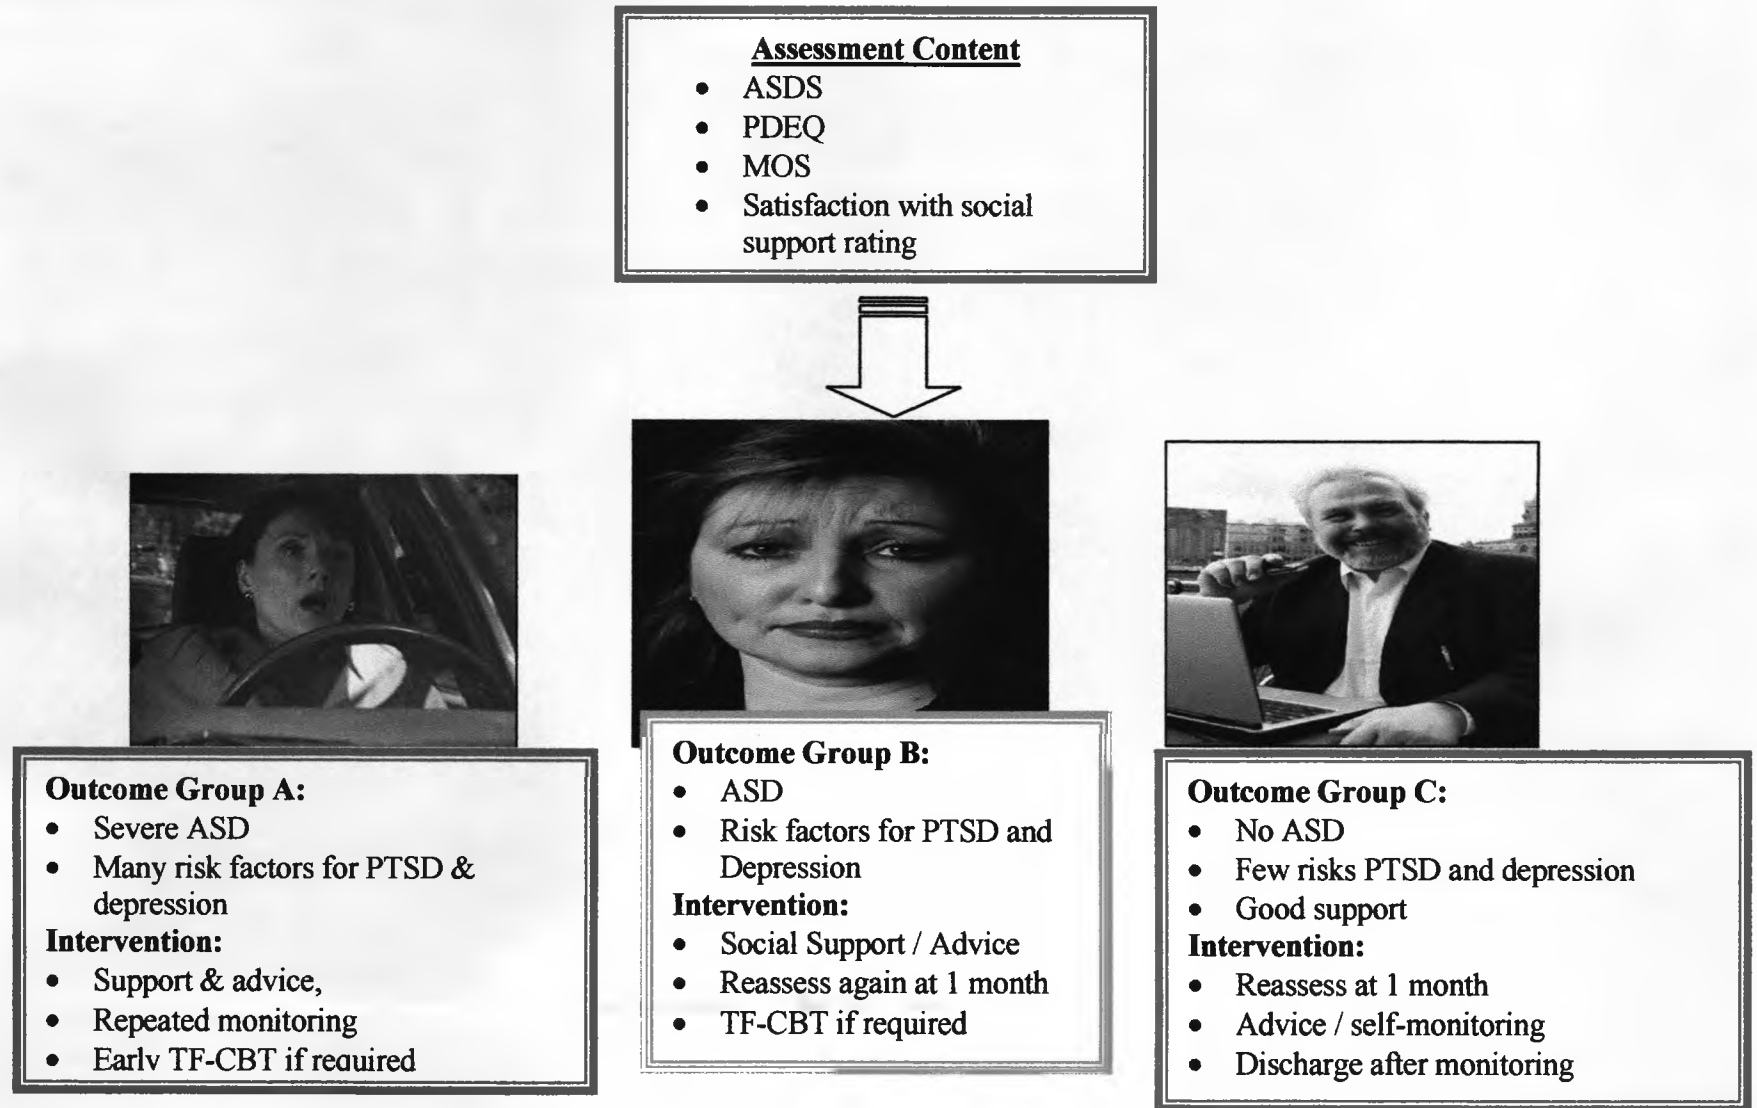 Assessment Content
• ASDS
• PDEQ
• MOS
• Satisfaction with social
support rating
Outcome Group A:
• Severe ASD
• Many risk factors for PTSD &
depression
Intervention:
• Support & advice,
• Repeated monitoring
• Early TF-CBT if required
Outcome Group B:
• ASD
• Risk factors for PTSD and
Depression
Intervention:
• Social Support / Advice
• Reassess again at 1 month
• TF-CBT if required
Outcome Group C:
• No ASD
• Few risks PTSD and depression
• Good support
Intervention:
• Reassess at 1 month
• Advice / self-monitoring
• Discharge after monitoring